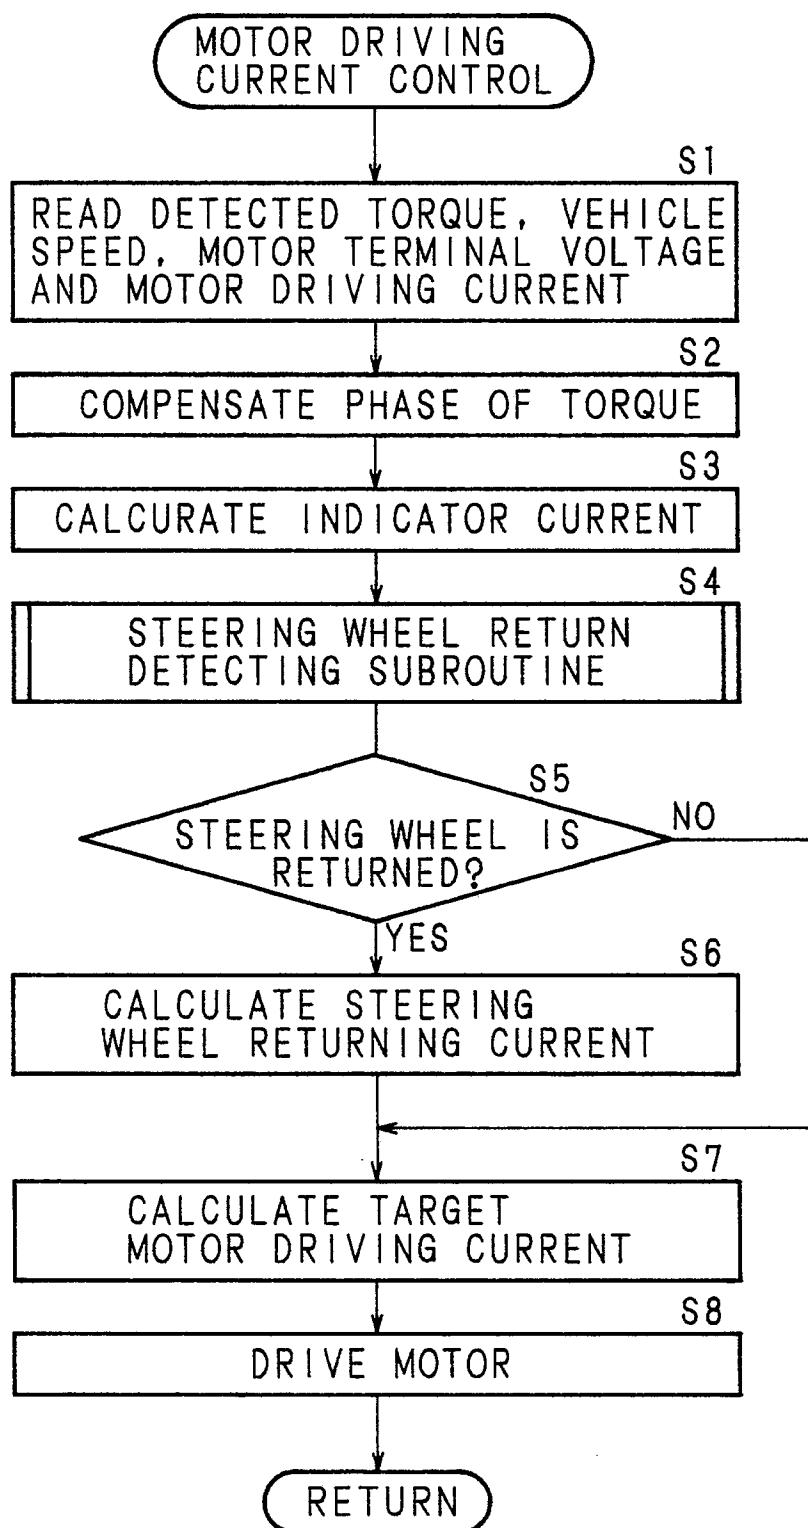 MOTOR DRIVING
CURRENT CONTROL
S1
READ DETECTED TORQUE, VEHICLE
SPEED, MOTOR TERMINAL VOLTAGE
AND MOTOR DRIVING CURRENT
S2
COMPENSATE PHASE OF TORQUE
S3
CALCURATE INDICATOR CURRENT
S4
STEERING WHEEL RETURN
DETECTING SUBROUTINE
S5
STEERING WHEEL IS
RETURNED?
NO
YES
S6
CALCULATE STEERING
WHEEL RETURNING CURRENT
S7
CALCULATE TARGET
MOTOR DRIVING CURRENT
S8
DRIVE MOTOR
RETURN